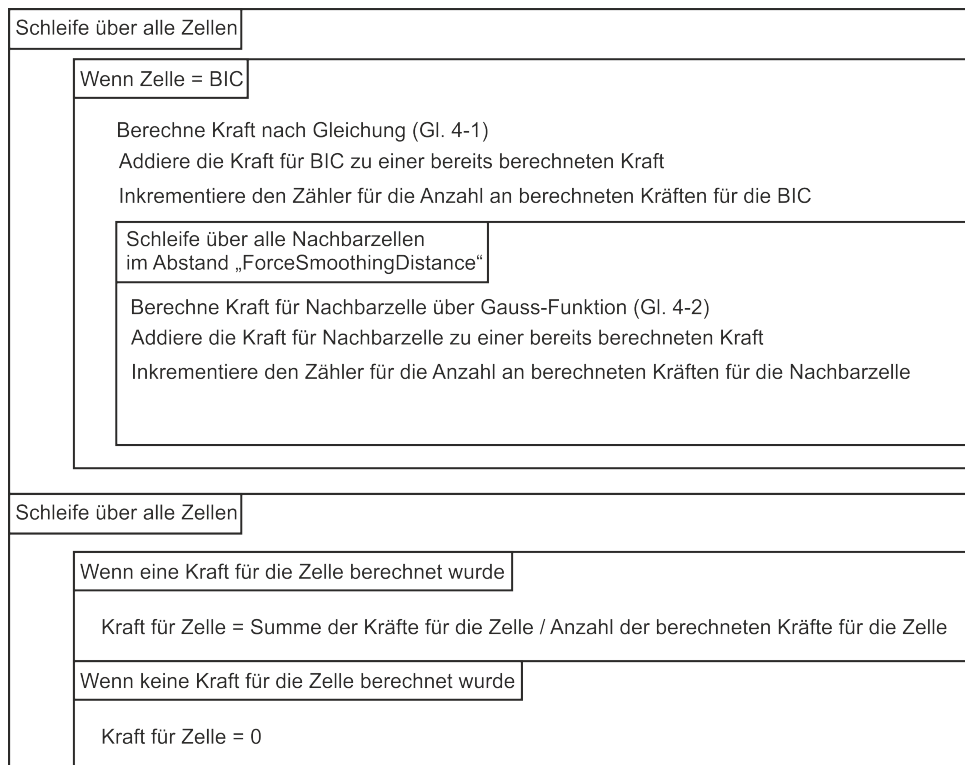 Schleife über alle Zellen
Wenn Zelle = BIC
Berechne Kraft nach Gleichung (Gl. 4-1)
Addiere die Kraft für BIC zu einer bereits berechneten Kraft
Inkrementiere den Zähler für die Anzahl an berechneten Kräften für die BIC
Schleife über alle Nachbarzellen
im Abstand „ForceSmoothingDistance“
Berechne Kraft für Nachbarzelle über Gauss-Funktion (Gl. 4-2)
Addiere die Kraft für Nachbarzelle zu einer bereits berechneten Kraft
Inkrementiere den Zähler für die Anzahl an berechneten Kräften für die Nachbarzelle
Schleife über alle Zellen
Wenn eine Kraft für die Zelle berechnet wurde
Kraft für Zelle = Summe der Kräfte für die Zelle / Anzahl der berechneten Kräfte für die Zelle
Wenn keine Kraft für die Zelle berechnet wurde
Kraft für Zelle = 0